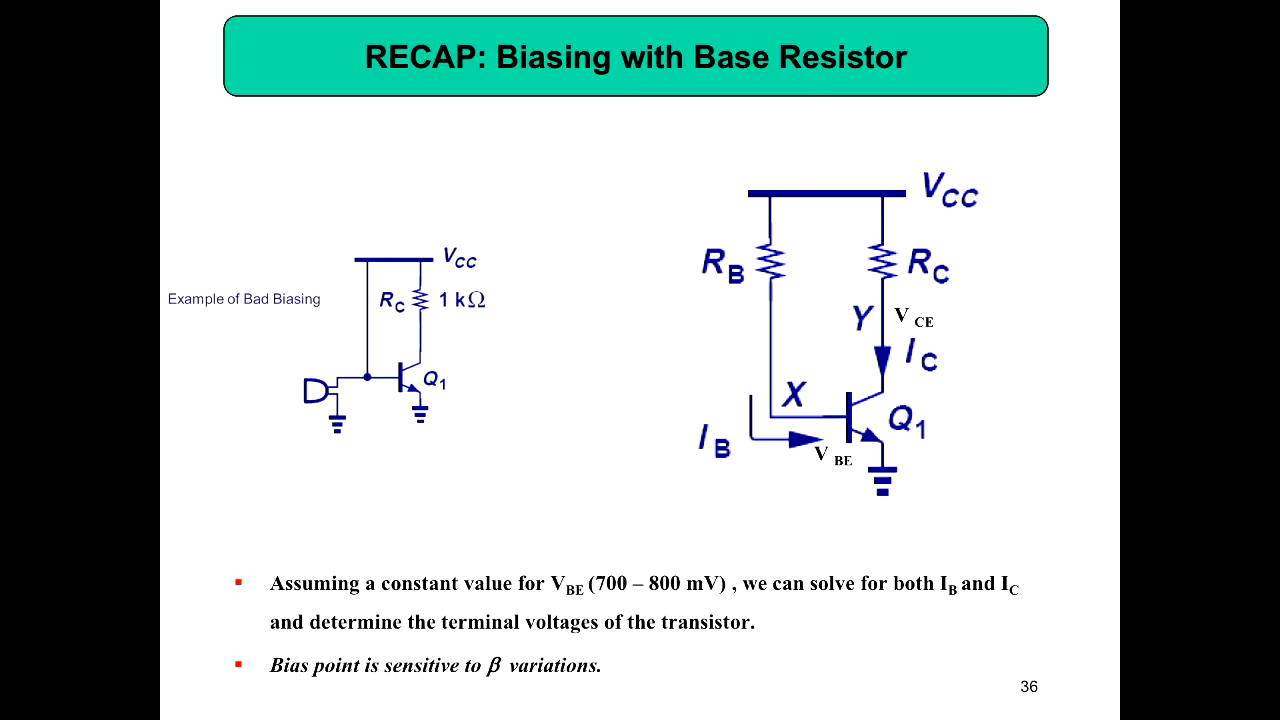 RECAP: Biasing with Base Resistor
Example of Bad Biasing
VCC
RC 1 kΩ
Q1
VCC
RB
RC
Y V CE
IC
X
Q1
IB
V BE
▪ Assuming a constant value for VBE (700 – 800 mV) , we can solve for both IB and IC
and determine the terminal voltages of the transistor.
▪ Bias point is sensitive to β variations.
36